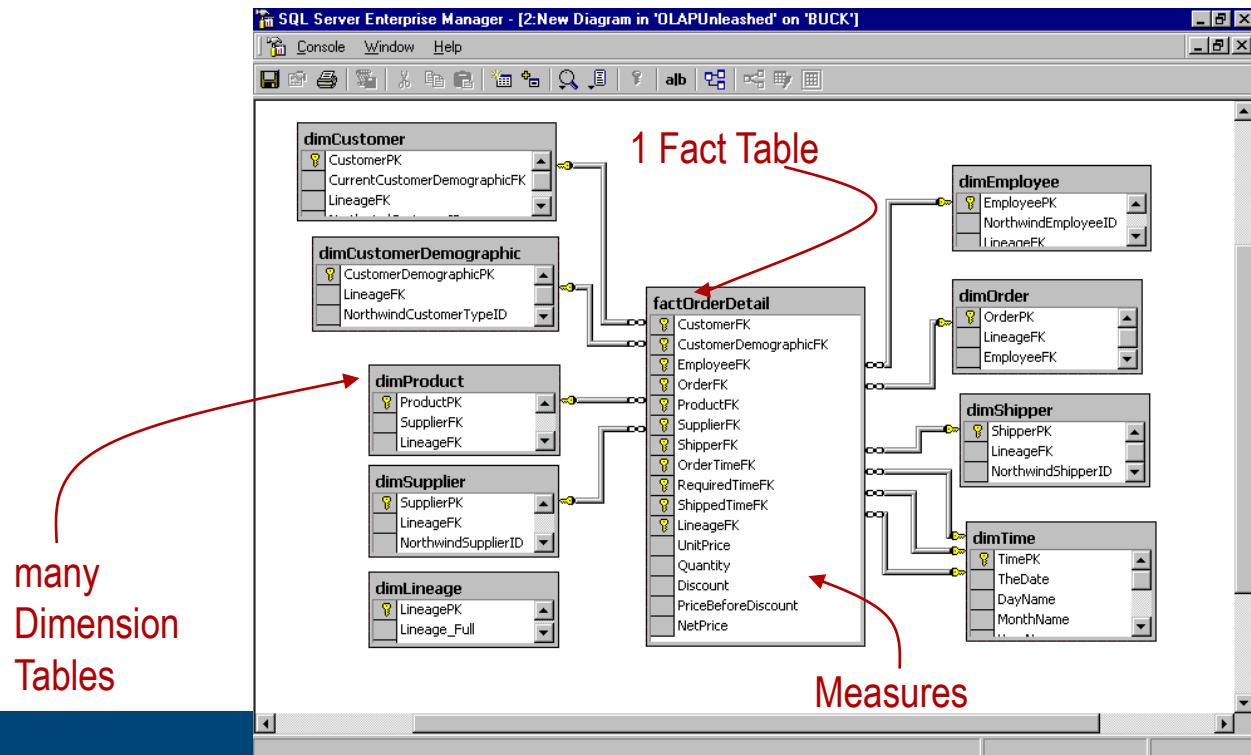 SQL Server Enterprise Manager - [2:New Diagram in 'OLAPUnleashed' on 'BUCK']
Console Window Help
a|b
dimCustomer
CustomerPK
CurrentCustomerDemographicFK
LineageFK
dimCustomerDemographic
CustomerDemographicPK
LineageFK
NorthwindCustomerTypeID
dimProduct
ProductPK
SupplierFK
LineageFK
dimSupplier
SupplierPK
LineageFK
NorthwindSupplierID
dimLineage
LineagePK
Lineage_Full
many
Dimension
Tables
1 Fact Table
factOrderDetail
CustomerFK
CustomerDemographicFK
EmployeeFK
OrderFK
ProductFK
SupplierFK
ShipperFK
OrderTimeFK
RequiredTimeFK
ShippedTimeFK
LineageFK
UnitPrice
Quantity
Discount
PriceBeforeDiscount
NetPrice
Measures
dimEmployee
EmployeePK
NorthwindEmployeeID
LineageFK
dimOrder
OrderPK
LineageFK
EmployeeFK
dimShipper
ShipperPK
LineageFK
NorthwindShipperID
dimTime
TimePK
TheDate
DayName
MonthName